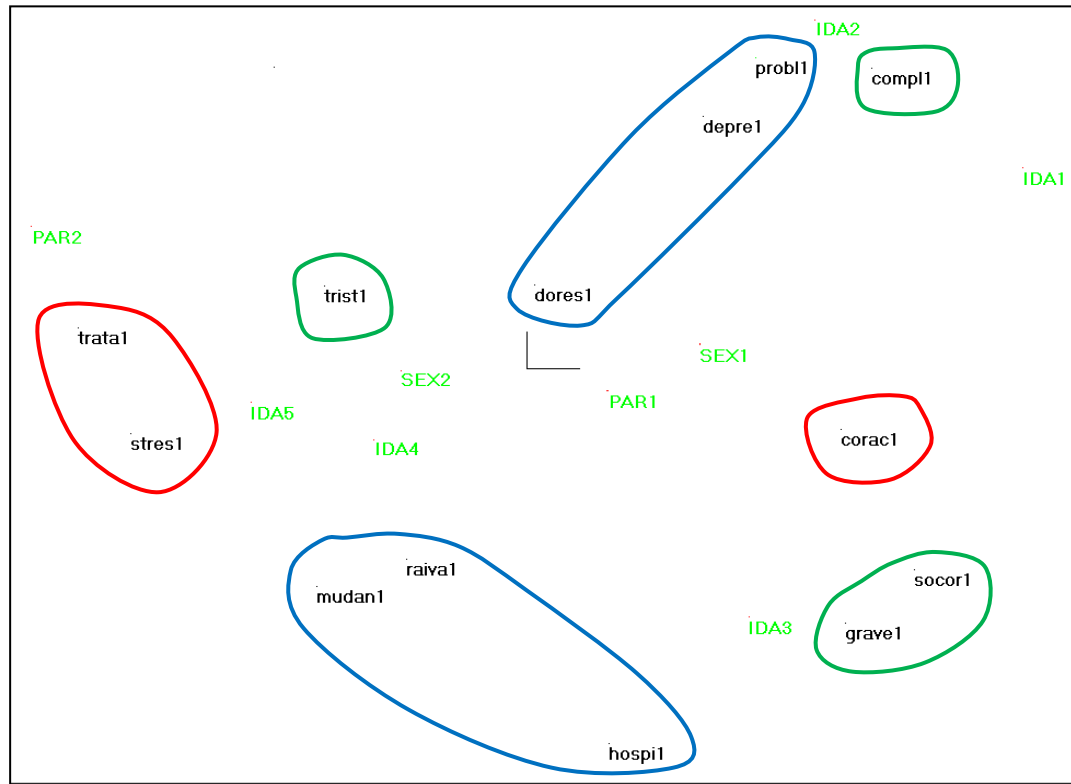 IDA2
probl1
compl1
depre1
IDA1
PAR2
trist1
dores1
trata1
SEX1
SEX2
PAR1
IDA5
stres1
IDA4
corac1
raiva1
mudan1
socor1
IDA3
grave1
hospi1